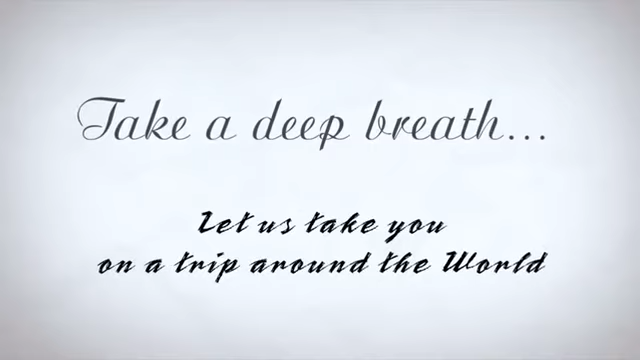 Take a deep breath...
Let us take you
on a trip around the World